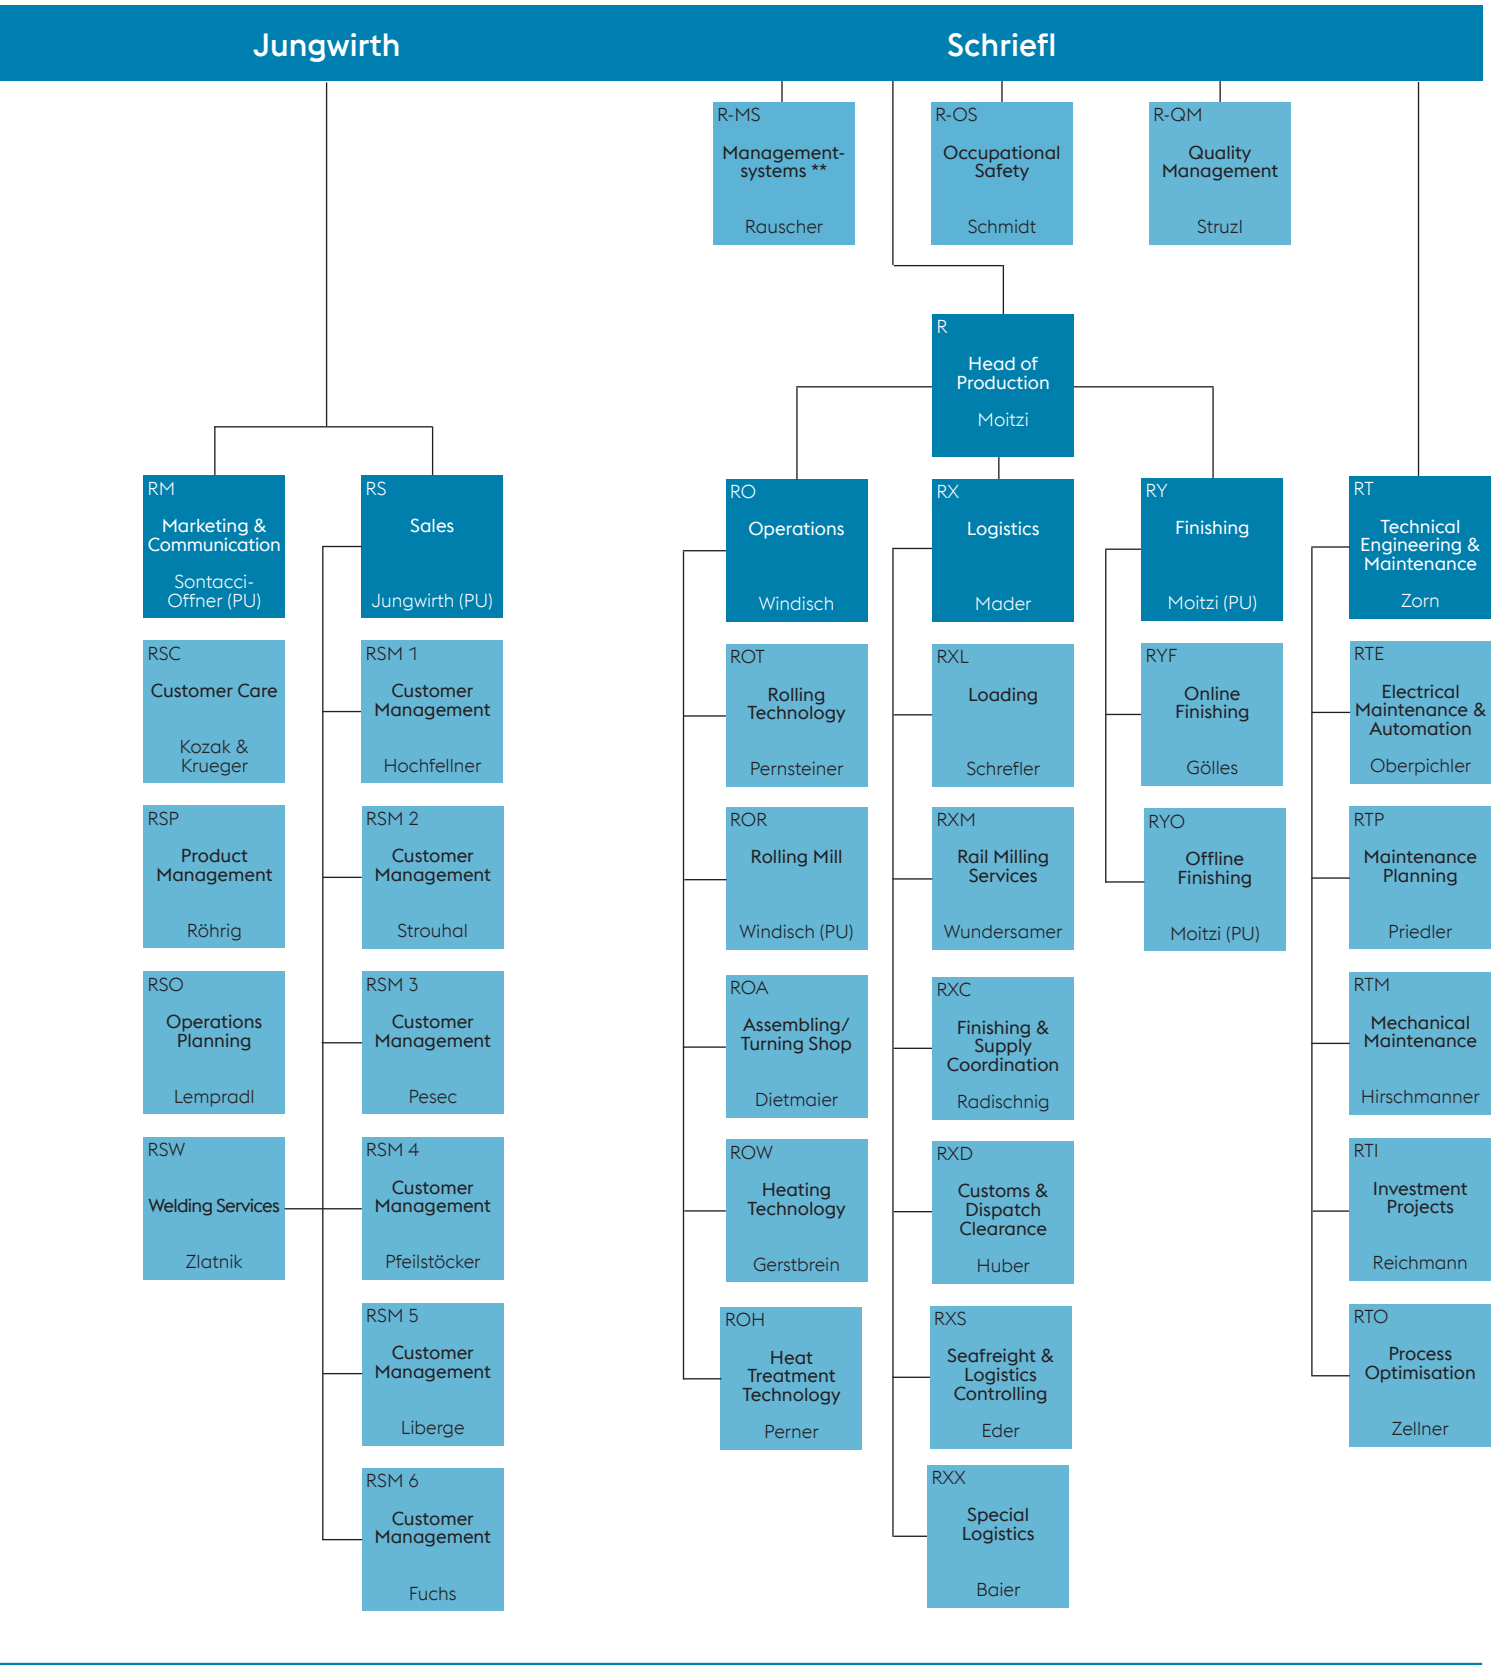 Jungwirth
Schriefl
R-MS
Management-
systems **
Rauscher
R-OS
Occupational
Safety
Schmidt
R-QM
Quality
Management
Struzl
R
Head of
Production
Moitzi
RM
Marketing &
Communication
Sontacci-
Offner (PU)
RSC
Customer Care
Kozak &
Krueger
RSP
Product
Management
Röhrig
RSO
Operations
Planning
Lempradl
RSW
Welding Services
Zlatnik
RS
Sales
Jungwirth (PU)
RSM 1
Customer
Management
Hochfellner
RSM 2
Customer
Management
Strouhal
RSM 3
Customer
Management
Pesec
RSM 4
Customer
Management
Pfeilstöcker
RSM 5
Customer
Management
Liberge
RSM 6
Customer
Management
Fuchs
RO
Operations
Windisch
ROT
Rolling
Technology
Pernsteiner
ROR
Rolling Mill
Windisch (PU)
ROA
Assembling/
Turning Shop
Dietmaier
ROW
Heating
Technology
Gerstbrein
ROH
Heat
Treatment
Technology
Perner
RX
Logistics
Mader
RXL
Loading
Schrefler
RXM
Rail Milling
Services
Wundersamer
RXC
Finishing &
Supply
Coordination
Radischnig
RXD
Customs &
Dispatch
Clearance
Huber
RXS
Seafreight &
Logistics
Controlling
Eder
RXX
Special
Logistics
Baier
RY
Finishing
Moitzi (PU)
RYF
Online
Finishing
Gölles
RYO
Offline
Finishing
Moitzi (PU)
RT
Technical
Engineering &
Maintenance
Zorn
RTE
Electrical
Maintenance &
Automation
Oberpichler
RTP
Maintenance
Planning
Priedler
RTM
Mechanical
Maintenance
Hirschmanner
RTI
Investment
Projects
Reichmann
RTO
Process
Optimisation
Zellner